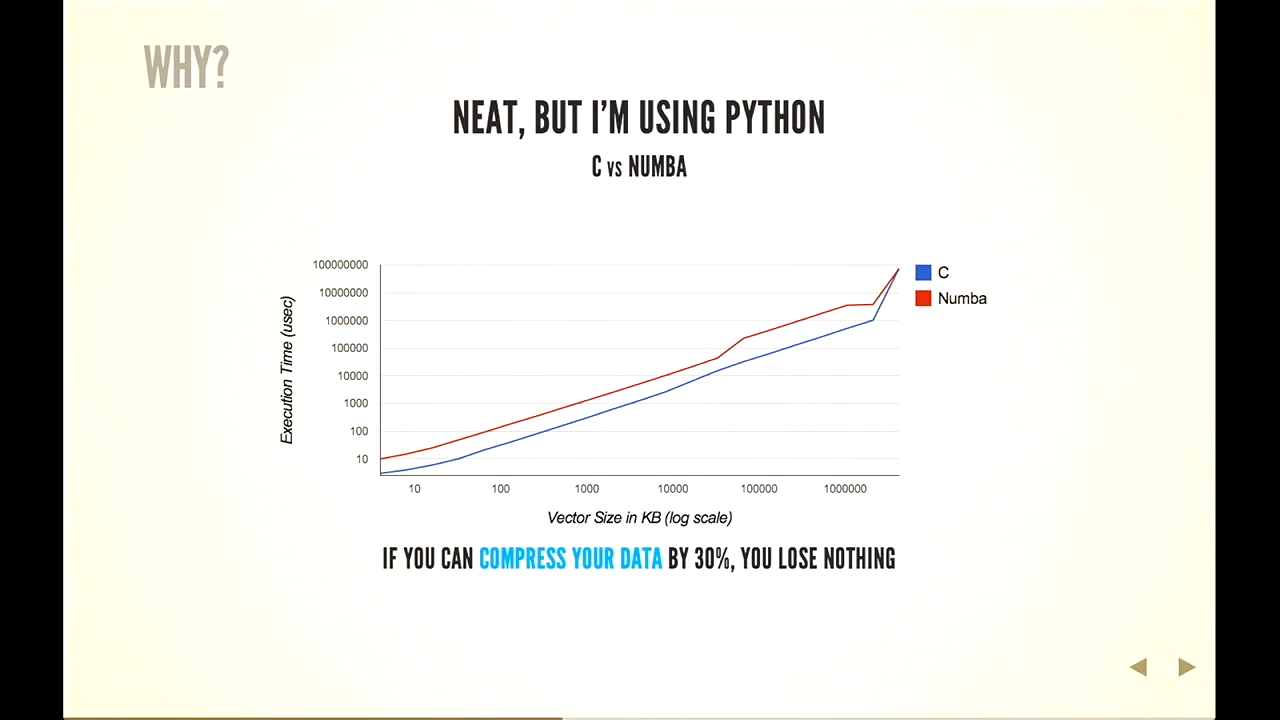 WHY?
NEAT, BUT I'M USING PYTHON
C VS NUMBA
100000000
10000000
1000000
100000
10000
1000
100
10
Execution Time (usec)
C
Numba
10 100 1000 10000 100000 1000000
Vector Size in KB (log scale)
IF YOU CAN COMPRESS YOUR DATA BY 30%, YOU LOSE NOTHING